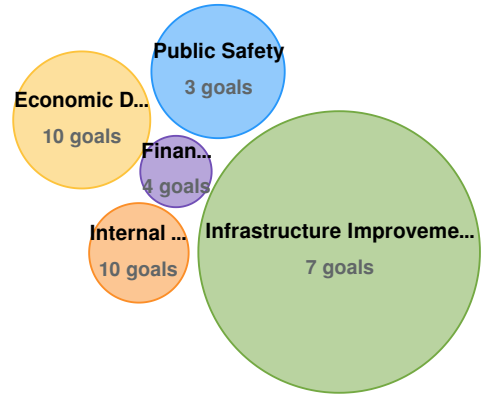 Public Safety
3 goals
Economic D...
10 goals
Finan...
4 goals
Internal ...
10 goals
Infrastructure Improveme...
7 goals